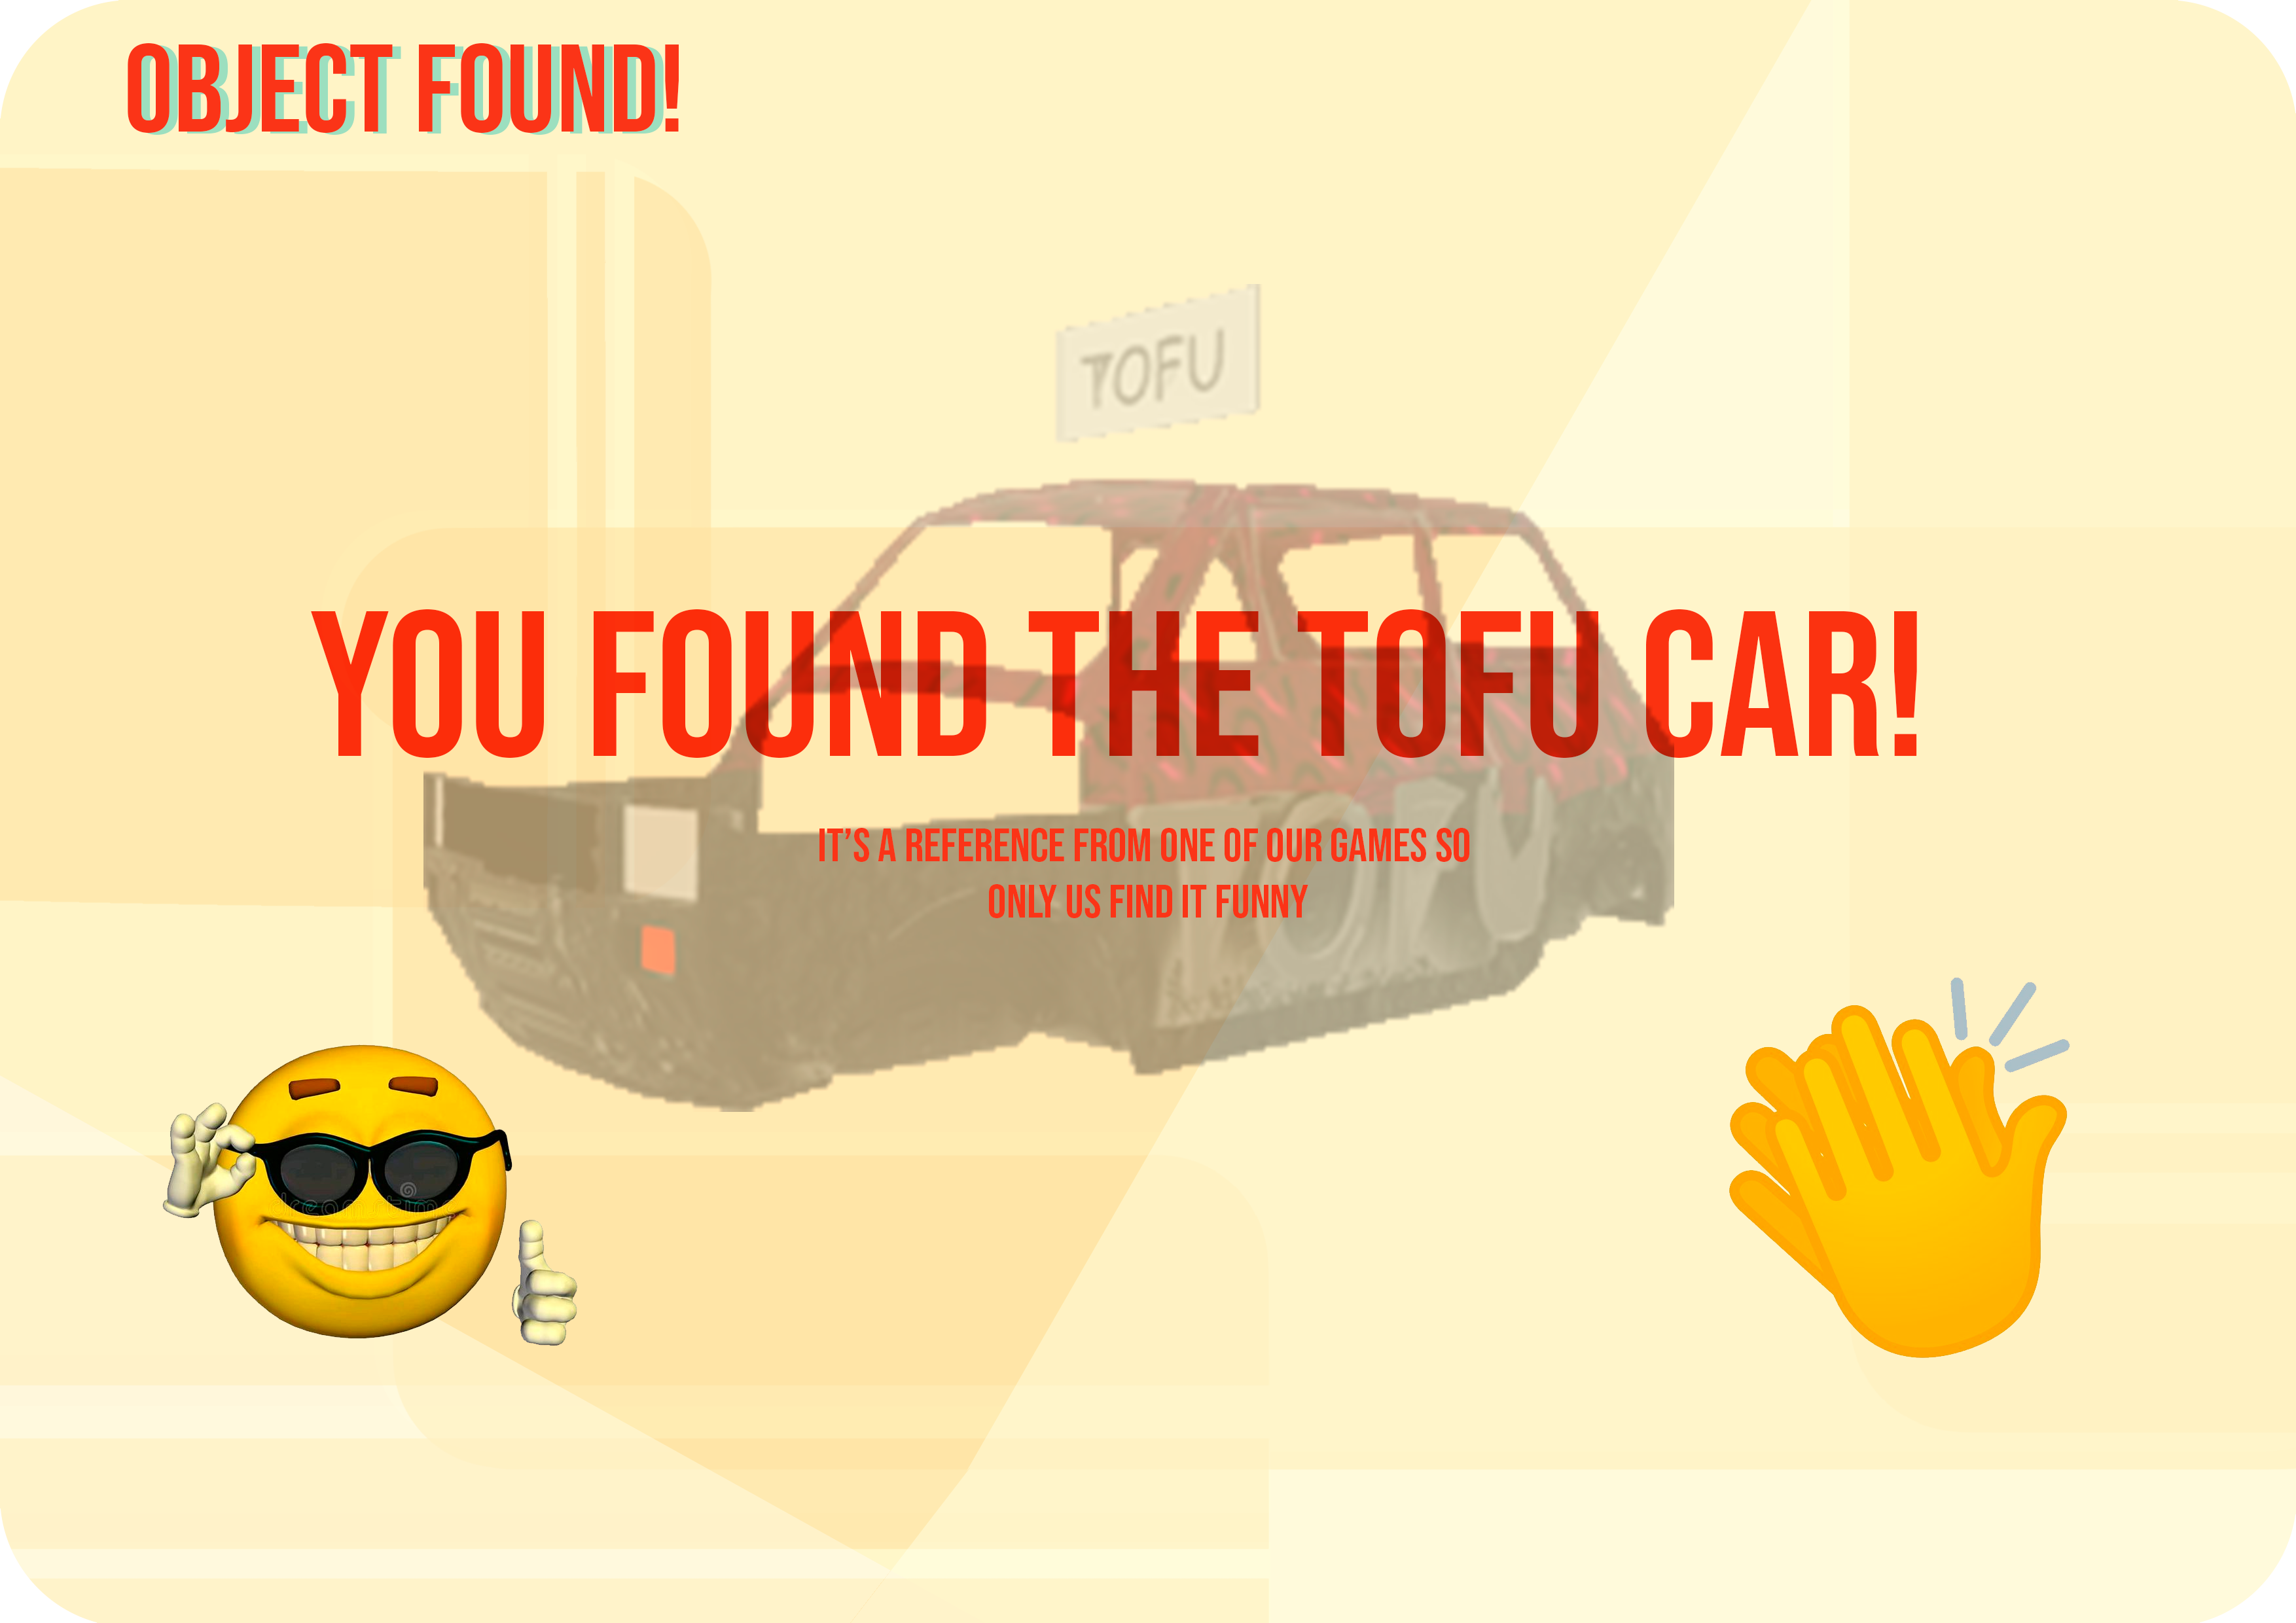 OBJECT FOUND!
TOFU
YOU FOUND THE TOFU CAR!
TOFU
IT'S A REFERENCE FROM ONE OF OUR GAMES SO
ONLY US FIND IT FUNNY